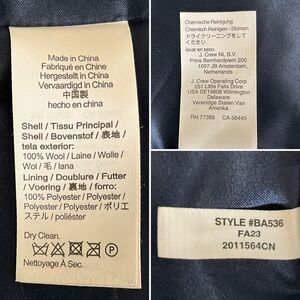 Made in China
Fabriqué en Chine
Hergestellt in China
Vervaardigd in China
中国製
hecho en china
Shell / Tissu Principal /
Shell / Bovenstof / 表地 /
tela exterior:
100% Wool / Laine / Wolle /
Wol / 毛 / lana
Lining / Doublure / Futter
/ Voering / 裏地 / forro:
100% Polyester / Polyester /
Polyester / Polyester / ポリエ
ステル / poliéster
Dry Clean.
Nettoyage À Sec.
Chemische Reinigung.
Chemisch Reinigen - Stomen.
ドライクリーニングをしてく
ださい。
lavar en seco.
J. Crew NL B.V.
Prins Bernhardplein 200
1097 JB Amsterdam,
Netherlands
J. Crew Operating Corp
251 Little Falls Drive
Wilmington, Delaware
USA DE19808 Wilmington
Delaware
Verenidge Staten Van
Amerika
RN 77388 CA 56445
STYLE #BA536
FA23
2011564CN